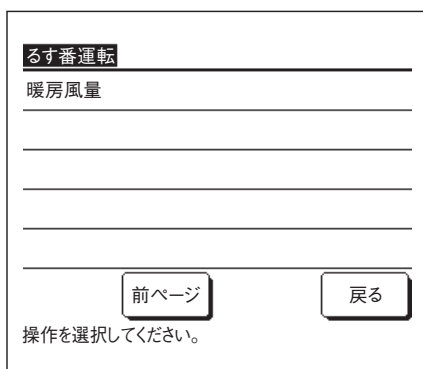 るす番運転
暖房風量
前ページ 戻る
操作を選択してください。